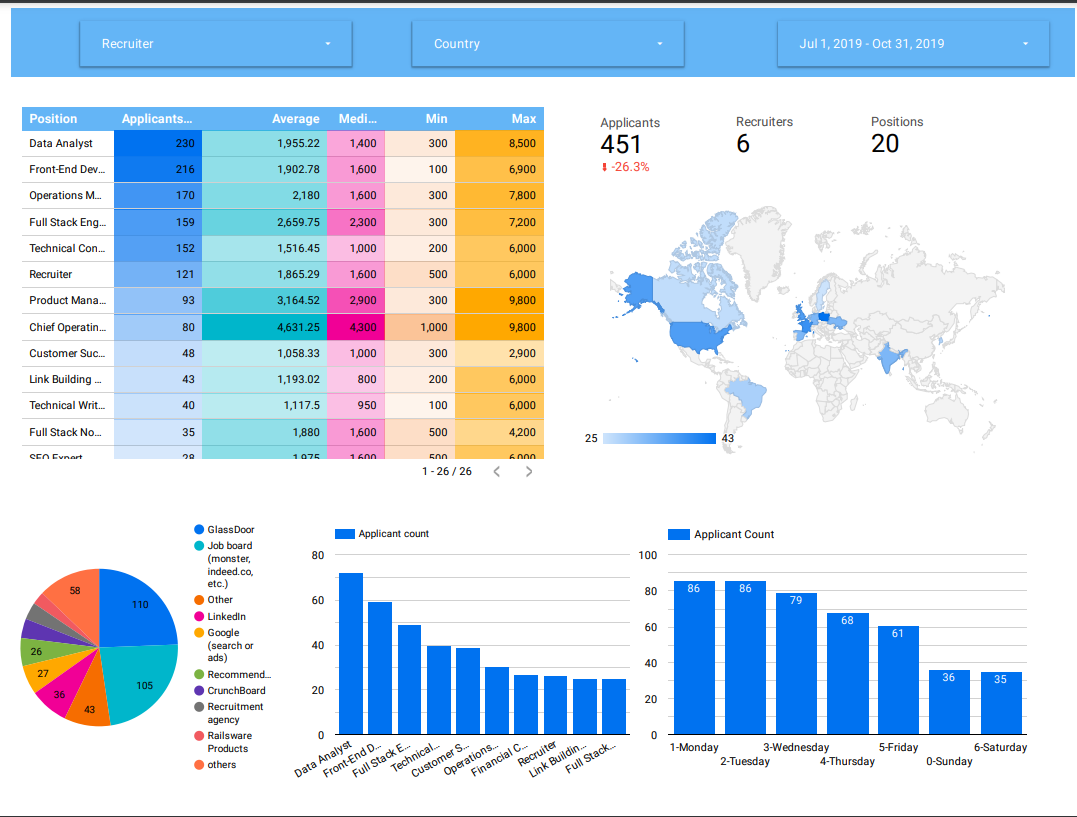 Recruiter
Country
Jul 1, 2019 - Oct 31, 2019
Position Applicants... Average Medi... Min Max
Data Analyst 230 1,955.22 1,400 300 8,500
Front-End Dev... 216 1,902.78 1,600 100 6,900
Operations M... 170 2,180 1,600 300 7,800
Full Stack Eng... 159 2,659.75 2,300 300 7,200
Technical Con... 152 1,516.45 1,000 200 6,000
Recruiter 121 1,865.29 1,600 500 6,000
Product Mana... 93 3,164.52 2,900 300 9,800
Chief Operatin... 80 4,631.25 4,300 1,000 9,800
Customer Suc... 48 1,058.33 1,000 300 2,900
Link Building ... 43 1,193.02 800 200 6,000
Technical Writ... 40 1,117.5 950 100 6,000
Full Stack No... 35 1,880 1,600 500 4,200
SEO Expert 28 1,975 1,600 500 6,000
1 - 26 / 26
Applicants
451
-26.3%
Recruiters
6
Positions
20
25
43
110
105
43
36
27
26
58
GlassDoor
Job board
(monster,
indeed.co,
etc.)
Other
LinkedIn
Google
(search or
ads)
Recommend...
CrunchBoard
Recruitment
agency
Railsware
Products
others
Applicant count
80
60
40
20
0
Data Analyst
Front-End D...
Full Stack E...
Technical...
Customer S...
Operations...
Financial C...
Recruiter
Link Buildin...
Full Stack...
Applicant Count
100
80
60
40
20
0
86
86
79
68
61
36
35
1-Monday
2-Tuesday
3-Wednesday
4-Thursday
5-Friday
0-Sunday
6-Saturday